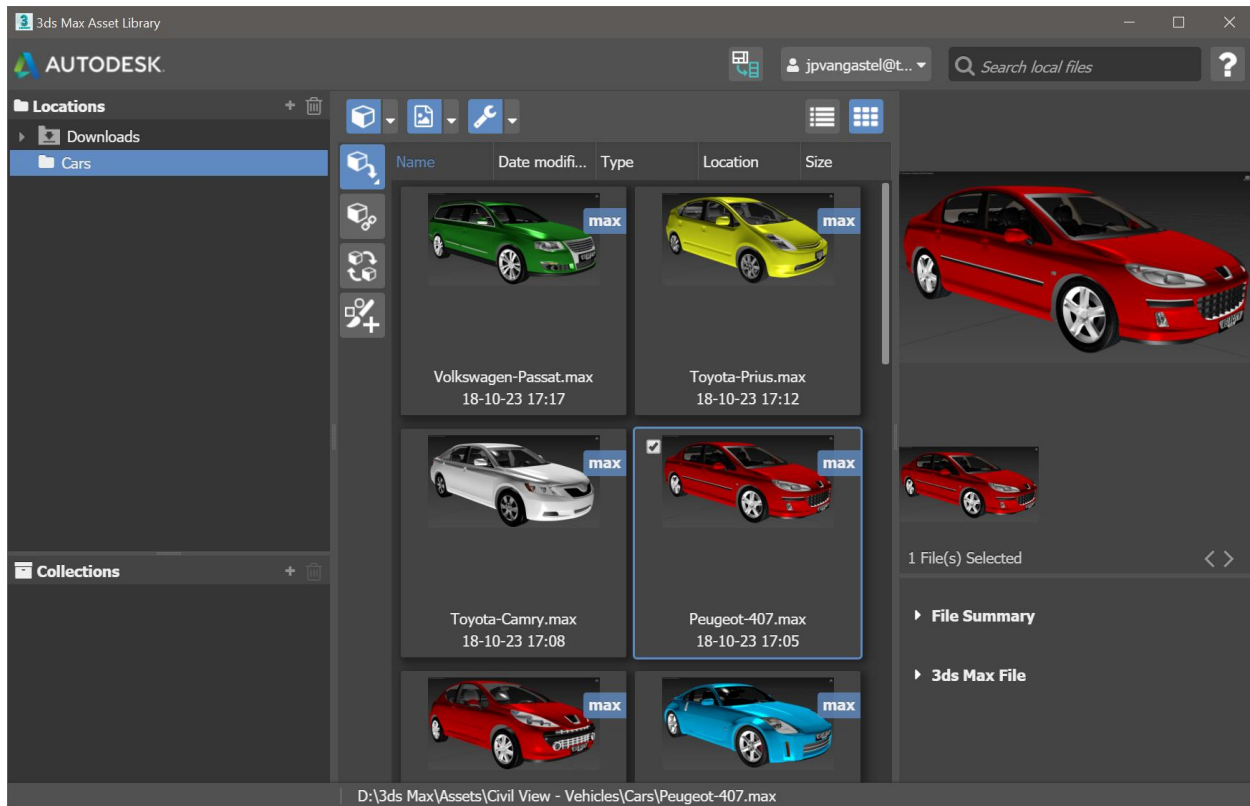 3ds Max Asset Library
AUTODESK.
jpvangastel@t...
Search local files
?
Locations
Downloads
Cars
Name Date modifi... Type Location Size
max
max
Volkswagen-Passat.max
18-10-23 17:17
Toyota-Prius.max
18-10-23 17:12
max
max
Toyota-Camry.max
18-10-23 17:08
Peugeot-407.max
18-10-23 17:05
max
max
1 File(s) Selected
File Summary
3ds Max File
Collections
D:\3ds Max\Assets\Civil View - Vehicles\Cars\Peugeot-407.max